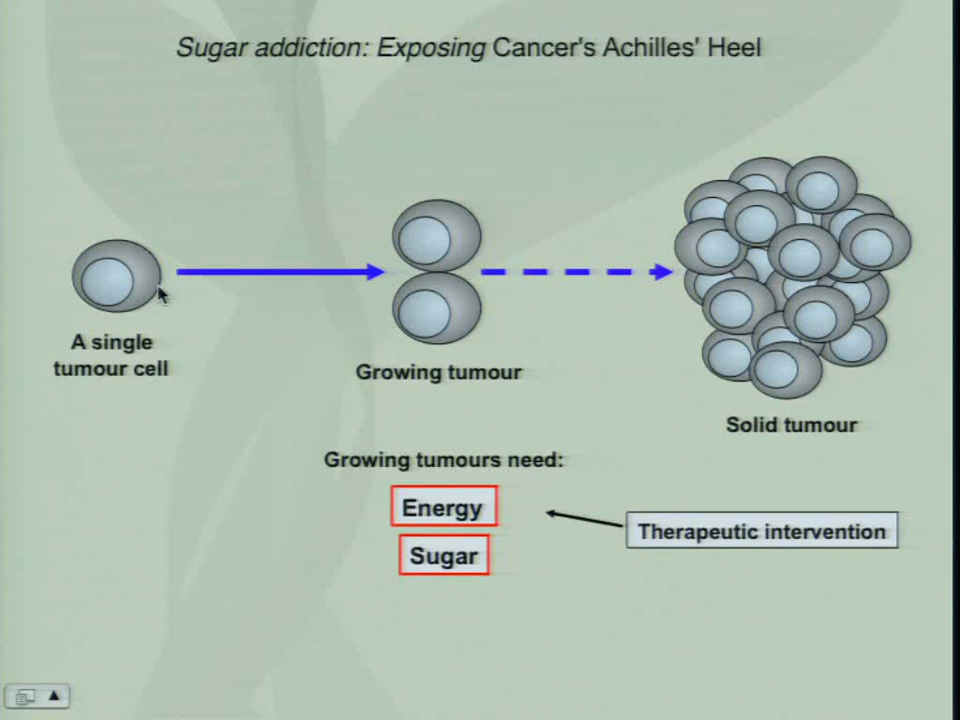 Sugar addiction: Exposing Cancer's Achilles' Heel
A single
tumour cell
Growing tumour
Solid tumour
Growing tumours need:
Energy
Sugar
Therapeutic intervention